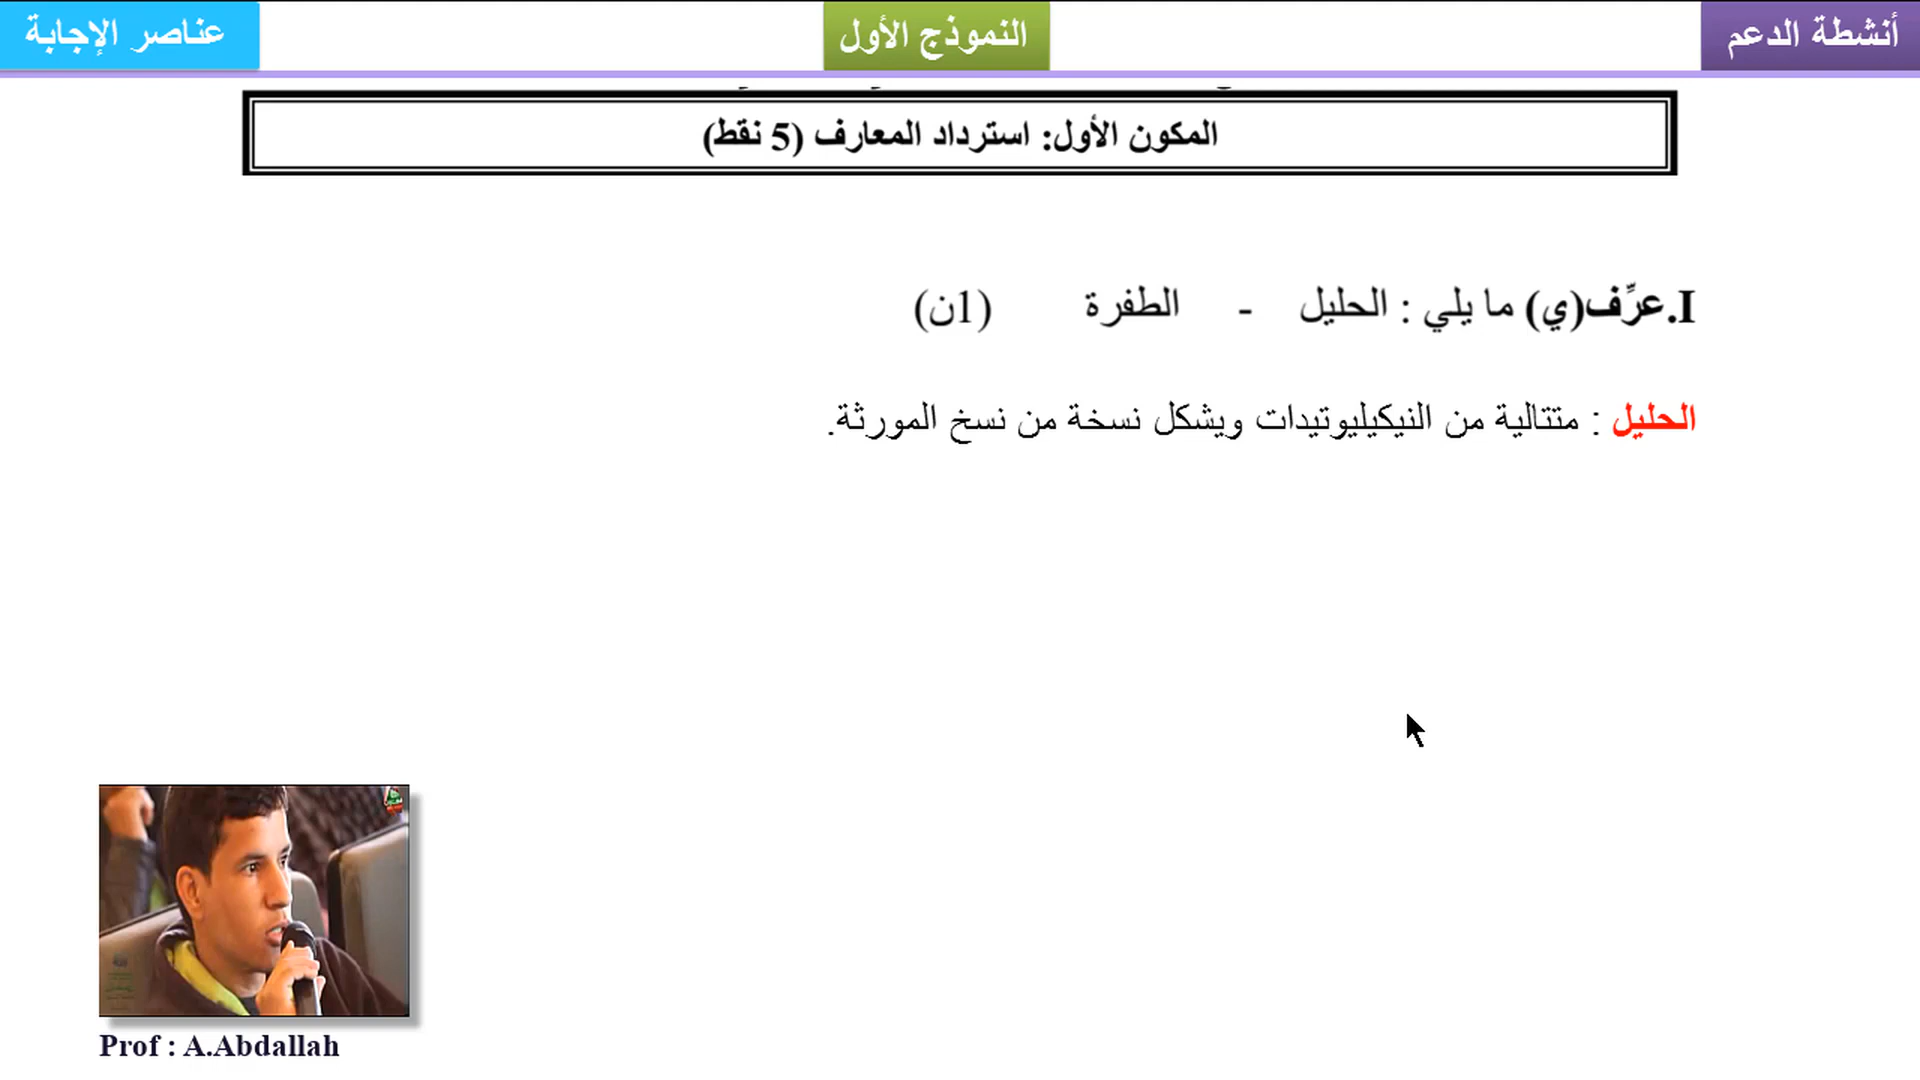 أنشطة الدعم
النموذج الأول
عناصر الإجابة
المكون الأول: استرداد المعارف (5 نقط)
I.عرِّف(ي) ما يلي : الحليل - الطفرة (1ن)
الحليل : متتالية من النيكيليوتيدات ويشكل نسخة من نسخ المورثة.
Prof : A.Abdallah